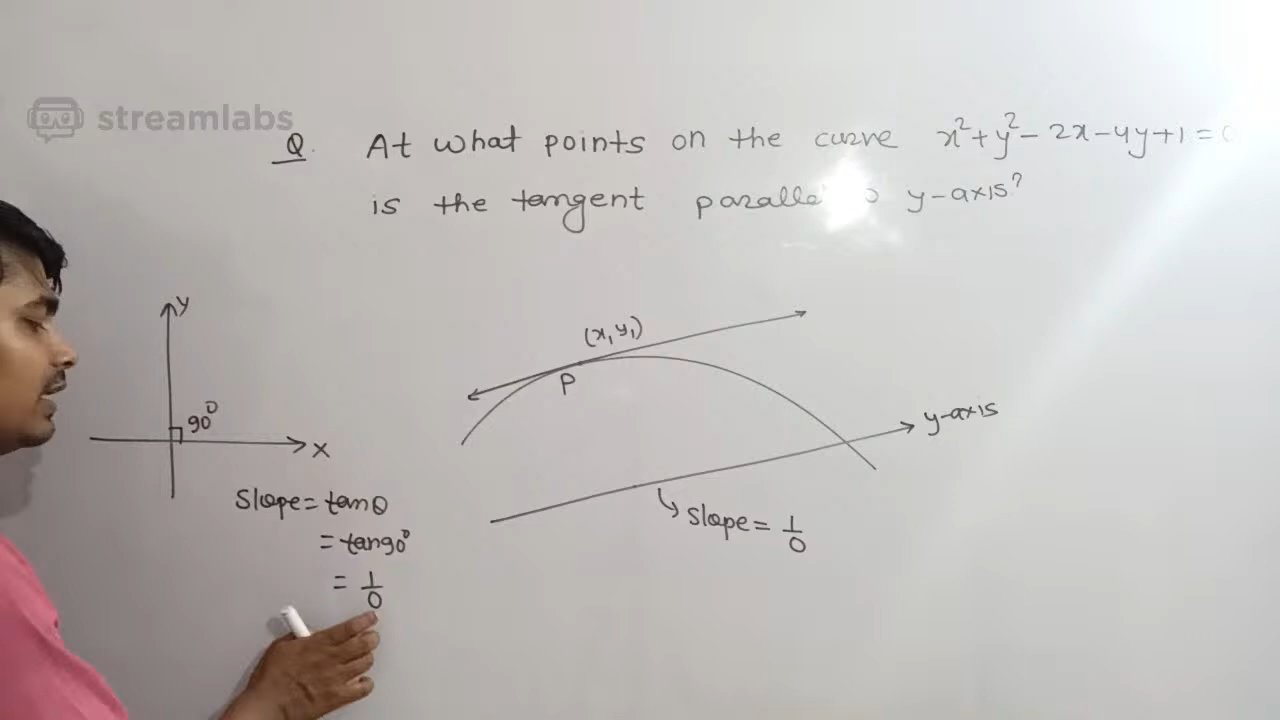 streamlabs
Q. At what points on the curve x²+y²-2x-4y+1=0
is the tangent y-axis?
y
90°
x
Slope = tanθ
= tan90°
= 1/0
(x₁ y₁)
P
y-axis
Slope = 1/0